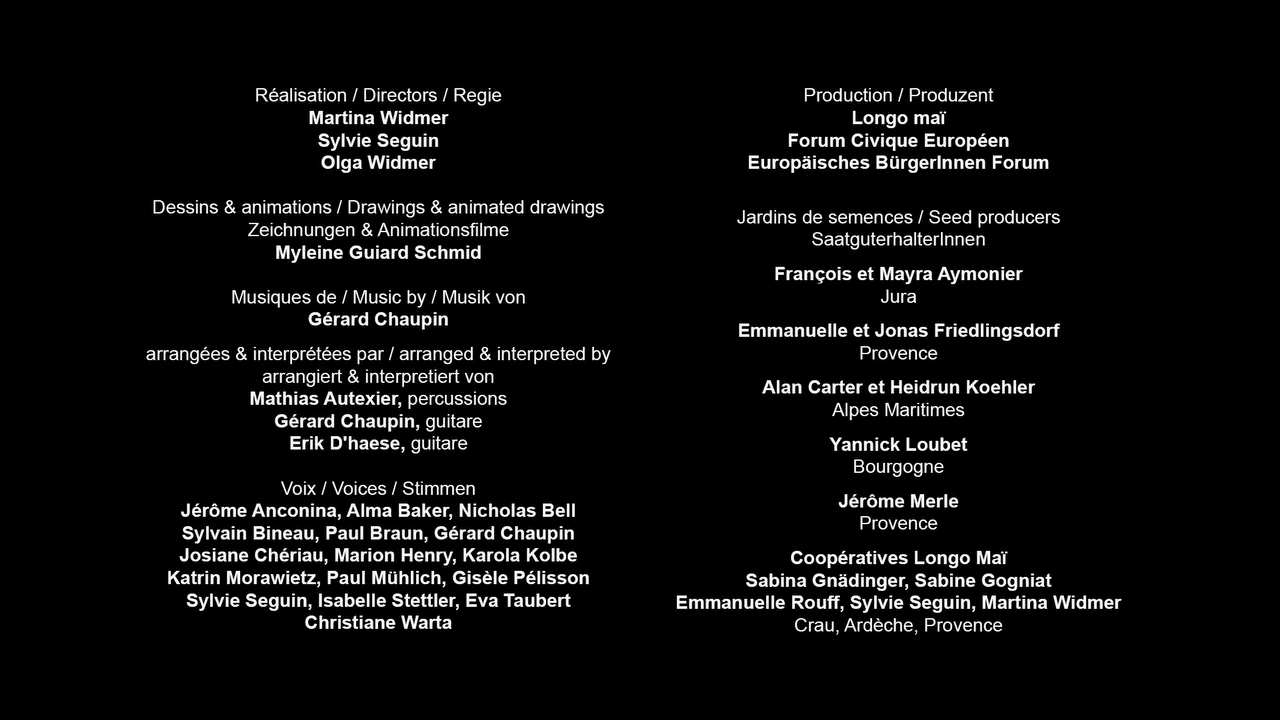 Réalisation / Directors / Regie
Martina Widmer
Sylvie Seguin
Olga Widmer
Dessins & animations / Drawings & animated drawings
Zeichnungen & Animationsfilme
Myleine Guiard Schmid
Musiques de / Music by / Musik von
Gérard Chaupin
arrangées & interprétées par / arranged & interpreted by
arrangiert & interpretiert von
Mathias Autexier, percussions
Gérard Chaupin, guitare
Erik D'haese, guitare
Voix / Voices / Stimmen
Jérôme Anconina, Alma Baker, Nicholas Bell
Sylvain Bineau, Paul Braun, Gérard Chaupin
Josiane Chériau, Marion Henry, Karola Kolbe
Katrin Morawietz, Paul Mühlich, Gisèle Pélisson
Sylvie Seguin, Isabelle Stettler, Eva Taubert
Christiane Warta
Production / Produzent
Longo maï
Forum Civique Européen
Europäisches BürgerInnen Forum
Jardins de semences / Seed producers
SaatguterhalterInnen
François et Mayra Aymonier
Jura
Emmanuelle et Jonas Friedlingsdorf
Provence
Alan Carter et Heidrun Koehler
Alpes Maritimes
Yannick Loubet
Bourgogne
Jérôme Merle
Provence
Coopératives Longo Maï
Sabina Gnädinger, Sabine Gogniat
Emmanuelle Rouff, Sylvie Seguin, Martina Widmer
Crau, Ardèche, Provence